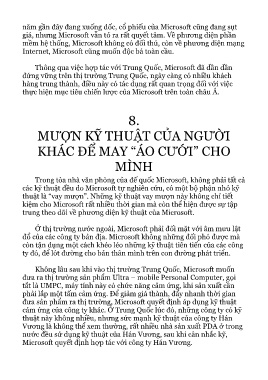 năm gần đây đang xuống dốc, cổ phiếu của Microsoft cũng đang sụt
giá, nhưng Microsoft vẫn tỏ ra rất quyết tâm. Về phương diện phần
mềm hệ thống, Microsoft không có đối thủ, còn về phương diện mạng
Internet, Microsoft cũng muốn độc bá toàn cầu.
Thông qua việc hợp tác với Trung Quốc, Microsoft đã dần dần
đứng vững trên thị trường Trung Quốc, ngày càng có nhiều khách
hàng trung thành, điều này có tác dụng rất quan trọng đối với việc
thực hiện mục tiêu chiến lược của Microsoft trên toàn châu Á.
8.
MƯỢN KỸ THUẬT CỦA NGƯỜI
KHÁC ĐỂ MAY “ÁO CƯỚI” CHO
MÌNH
Trong tòa nhà văn phòng của đế quốc Microsoft, không phải tất cả
các kỹ thuật đều do Microsoft tự nghiên cứu, có một bộ phận nhỏ kỹ
thuật là “vay mượn”. Những kỹ thuật vay mượn này không chỉ tiết
kiệm cho Microsoft rất nhiều thời gian mà còn thể hiện được sự tập
trung theo dõi về phương diện kỹ thuật của Microsoft.
Ở thị trường nước ngoài, Microsoft phải đối mặt với âm mưu lật
đổ của các công ty bản địa. Microsoft không những đối phó được mà
còn tận dụng một cách khéo léo những kỹ thuật tiên tiến của các công
ty đó, để lót đường cho bản thân mình trên con đường phát triển.
Không lâu sau khi vào thị trường Trung Quốc, Microsoft muốn
đưa ra thị trường sản phẩm Ultra – mobile Personal Computer, gọi
tắt là UMPC, máy tính này có chức năng cảm ứng, khi sản xuất cần
phải lắp một tấm cảm ứng. Để giảm giá thành, đẩy nhanh thời gian
đưa sản phẩm ra thị trường, Microsoft quyết định áp dụng kỹ thuật
cảm ứng của công ty khác. Ở Trung Quốc lúc đó, những công ty có kỹ
thuật này không nhiều, nhưng sức mạnh kỹ thuật của công ty Hán
Vương là không thể xem thường, rất nhiều nhà sản xuất PDA ở trong
nước đều sử dụng kỹ thuật của Hán Vương, sau khi cân nhắc kỹ,
Microsoft quyết định hợp tác với công ty Hán Vương.